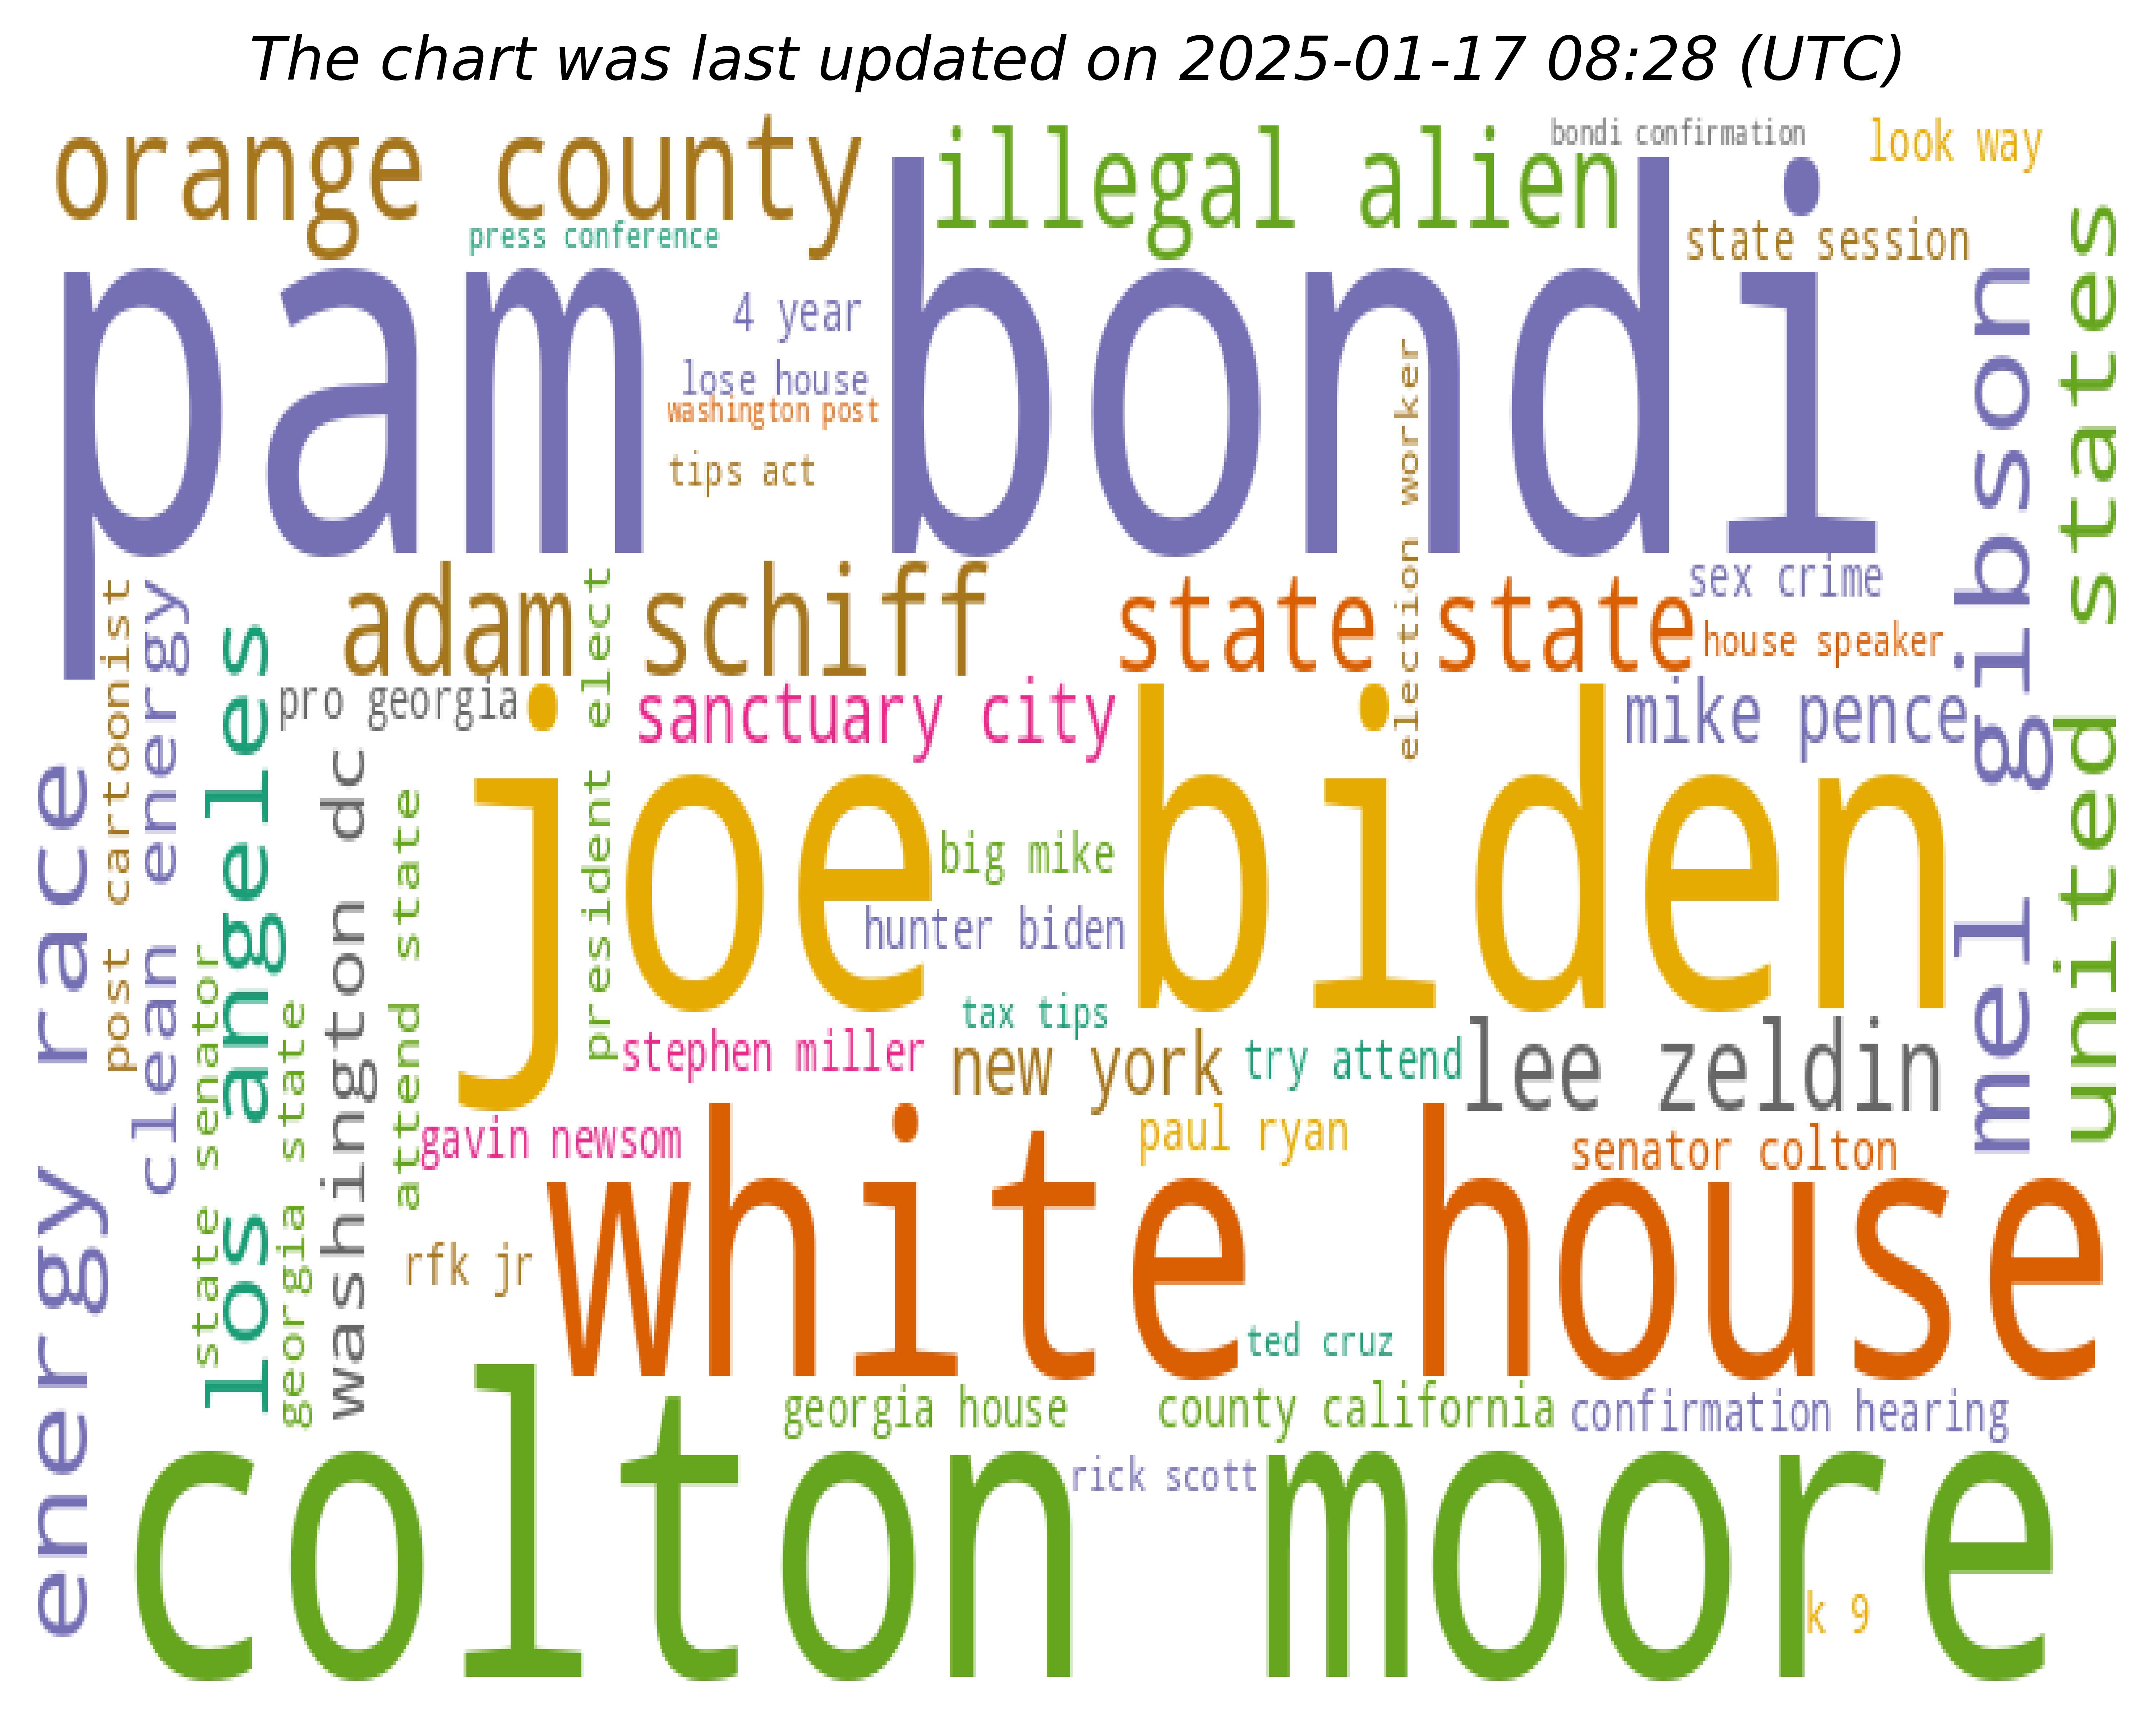 The chart was last updated on 2025-01-17 08:28 (UTC)
orange county
illegal alien
bondi confirmation
look way
press conference
state session
pam bondi
4 year
lose house
washington post
tips act
election worker
mel gibson
united states
adam schiff
state state
sex crime
house speaker
post cartoonist
clean energy
los angeles
pro georgia
president elect
sanctuary city
mike pence
energy race
washington dc
attend state
joe biden
big mike
hunter biden
state senator
georgia state
tax tips
stephen miller
new york
try attend
lee zeldin
gavin newsom
paul ryan
senator colton
white house
rfk jr
ted cruz
georgia house
county california
confirmation hearing
rick scott
colton moore
k 9